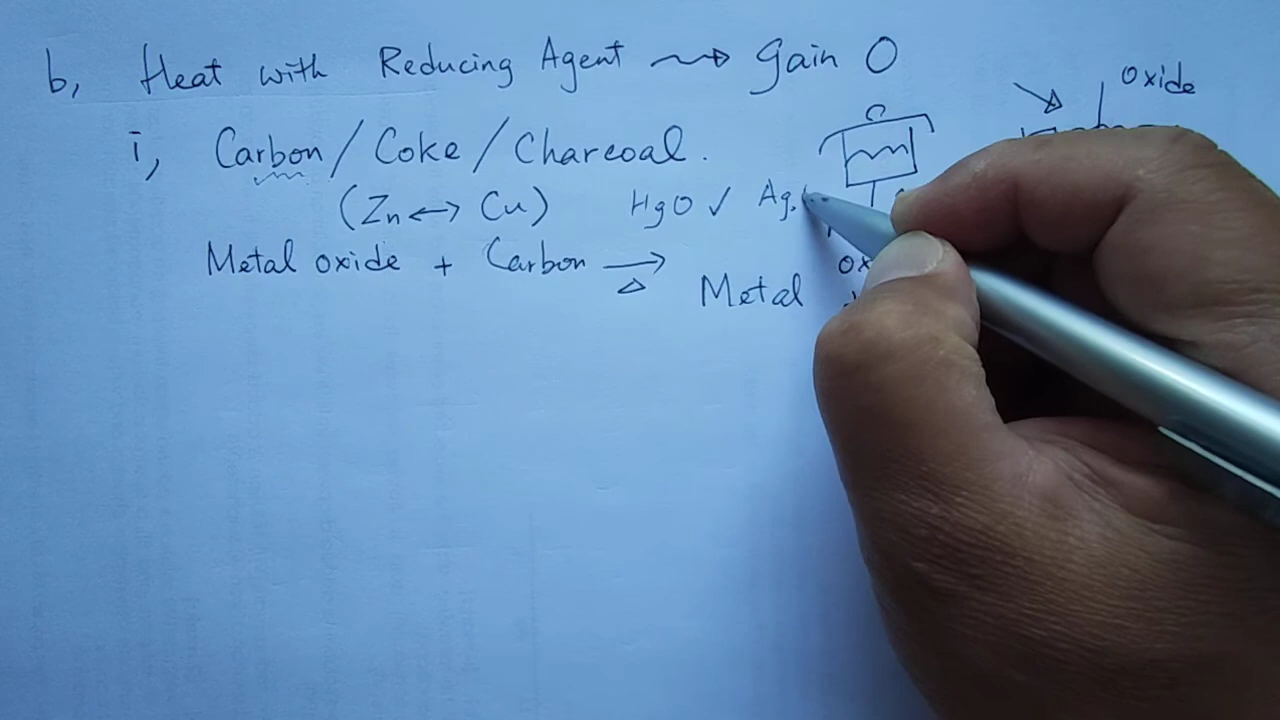 b, Heat with Reducing Agent ⇝ gain O
Oxide
i, Carbon / Coke / Charcoal.
(Zn ↔ Cu) HgO ✓ Ag
Metal oxide + Carbon →
Δ Metal